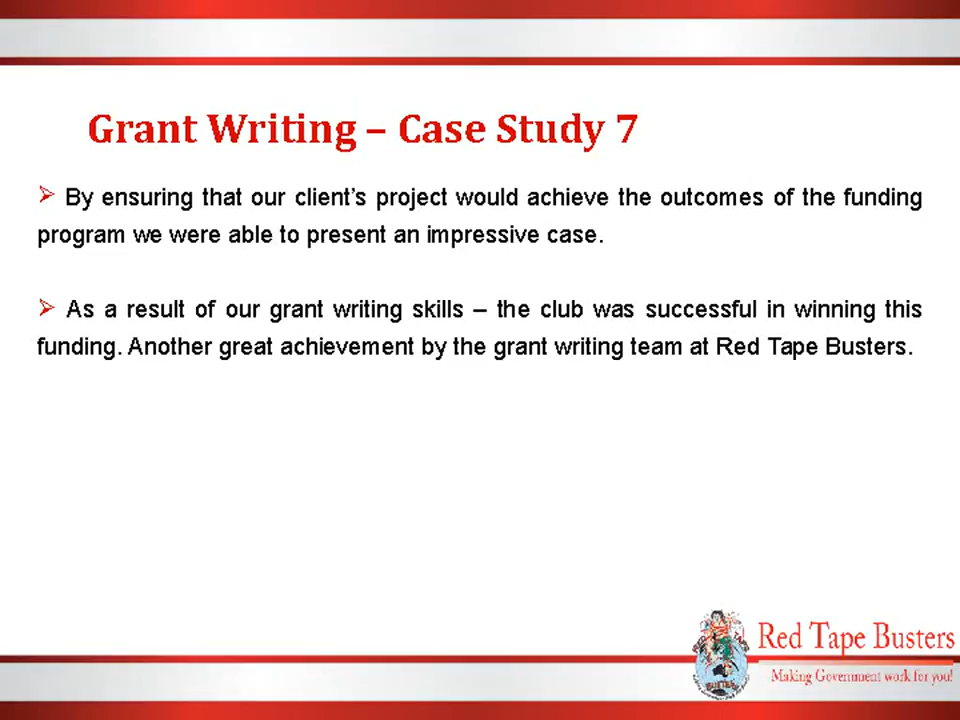 Grant Writing – Case Study 7
By ensuring that our client’s project would achieve the outcomes of the funding
program we were able to present an impressive case.
As a result of our grant writing skills – the club was successful in winning this
funding. Another great achievement by the grant writing team at Red Tape Busters.
Red Tape Busters
Making Government work for you!